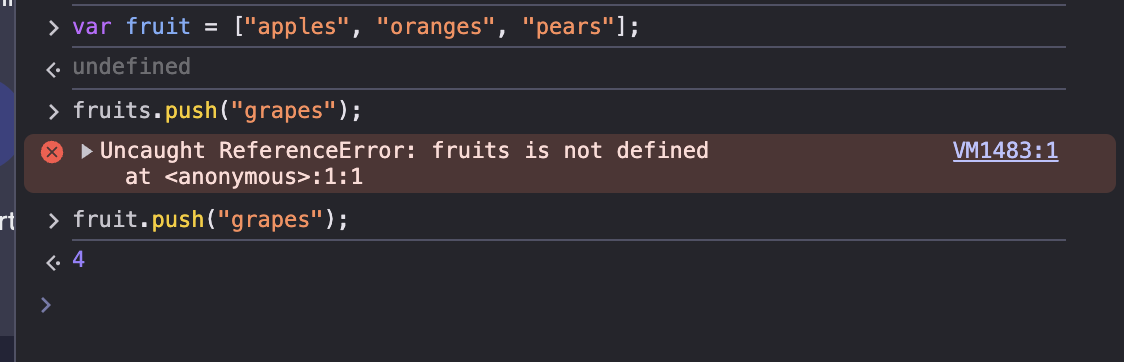 var fruit = ["apples", "oranges", "pears"];
undefined
fruits.push("grapes");
Uncaught ReferenceError: fruits is not defined VM1483:1
at <anonymous>:1:1
fruit.push("grapes");
4